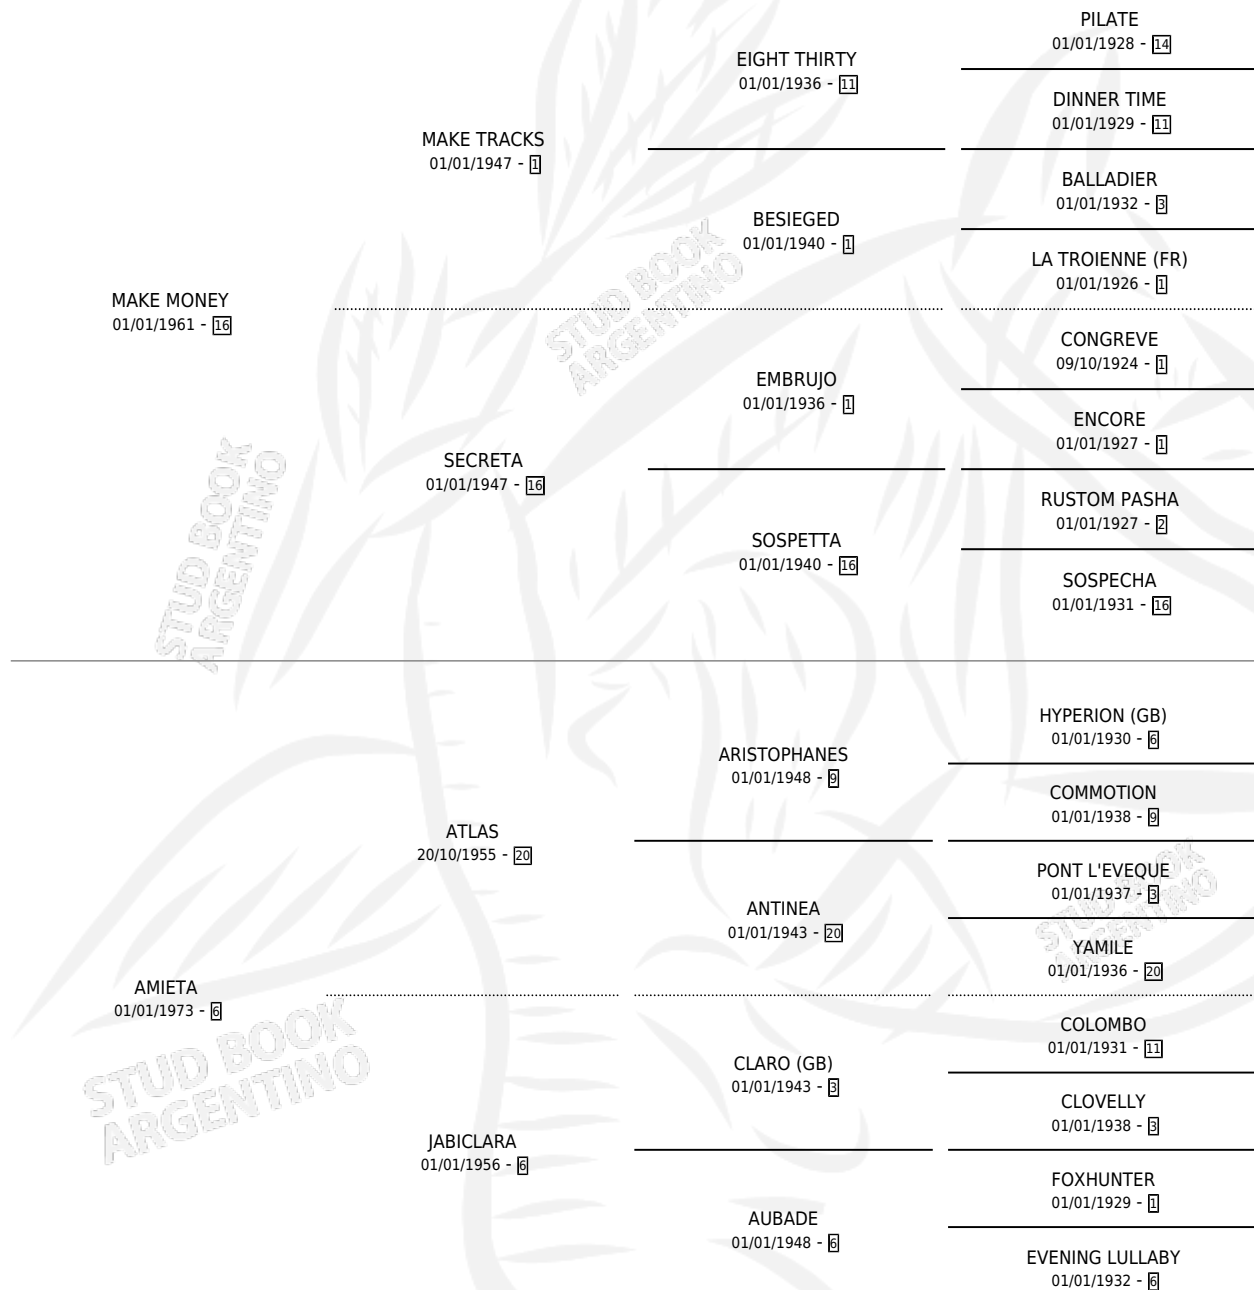 PILATE
01/01/1928 - 14
EIGHT THIRTY
01/01/1936 - 11
DINNER TIME
01/01/1929 - 11
MAKE TRACKS
01/01/1947 - 1
BALLADIER
01/01/1932 - 3
BESIEGED
01/01/1940 - 1
LA TROIENNE (FR)
01/01/1926 - 1
MAKE MONEY
01/01/1961 - 16
CONGREVE
09/10/1924 - 1
EMBRUJO
01/01/1936 - 1
ENCORE
01/01/1927 - 1
SECRETA
01/01/1947 - 16
RUSTOM PASHA
01/01/1927 - 2
SOSPETTA
01/01/1940 - 16
SOSPECHA
01/01/1931 - 16
HYPERION (GB)
01/01/1930 - 6
ARISTOPHANES
01/01/1948 - 9
COMMOTION
01/01/1938 - 9
ATLAS
20/10/1955 - 20
PONT L'EVEQUE
01/01/1937 - 3
ANTINEA
01/01/1943 - 20
YAMILE
01/01/1936 - 20
AMIETA
01/01/1973 - 6
COLOMBO
01/01/1931 - 11
CLARO (GB)
01/01/1943 - 3
CLOVELLY
01/01/1938 - 3
JABICLARA
01/01/1956 - 6
FOXHUNTER
01/01/1929 - 1
AUBADE
01/01/1948 - 6
EVENING LULLABY
01/01/1932 - 6
STUD BOOK
ARGENTINO
STUD BOOK
ARGENTINO
STUD BOOK
ARGENTINO
STUD BOOK
ARGENTINO